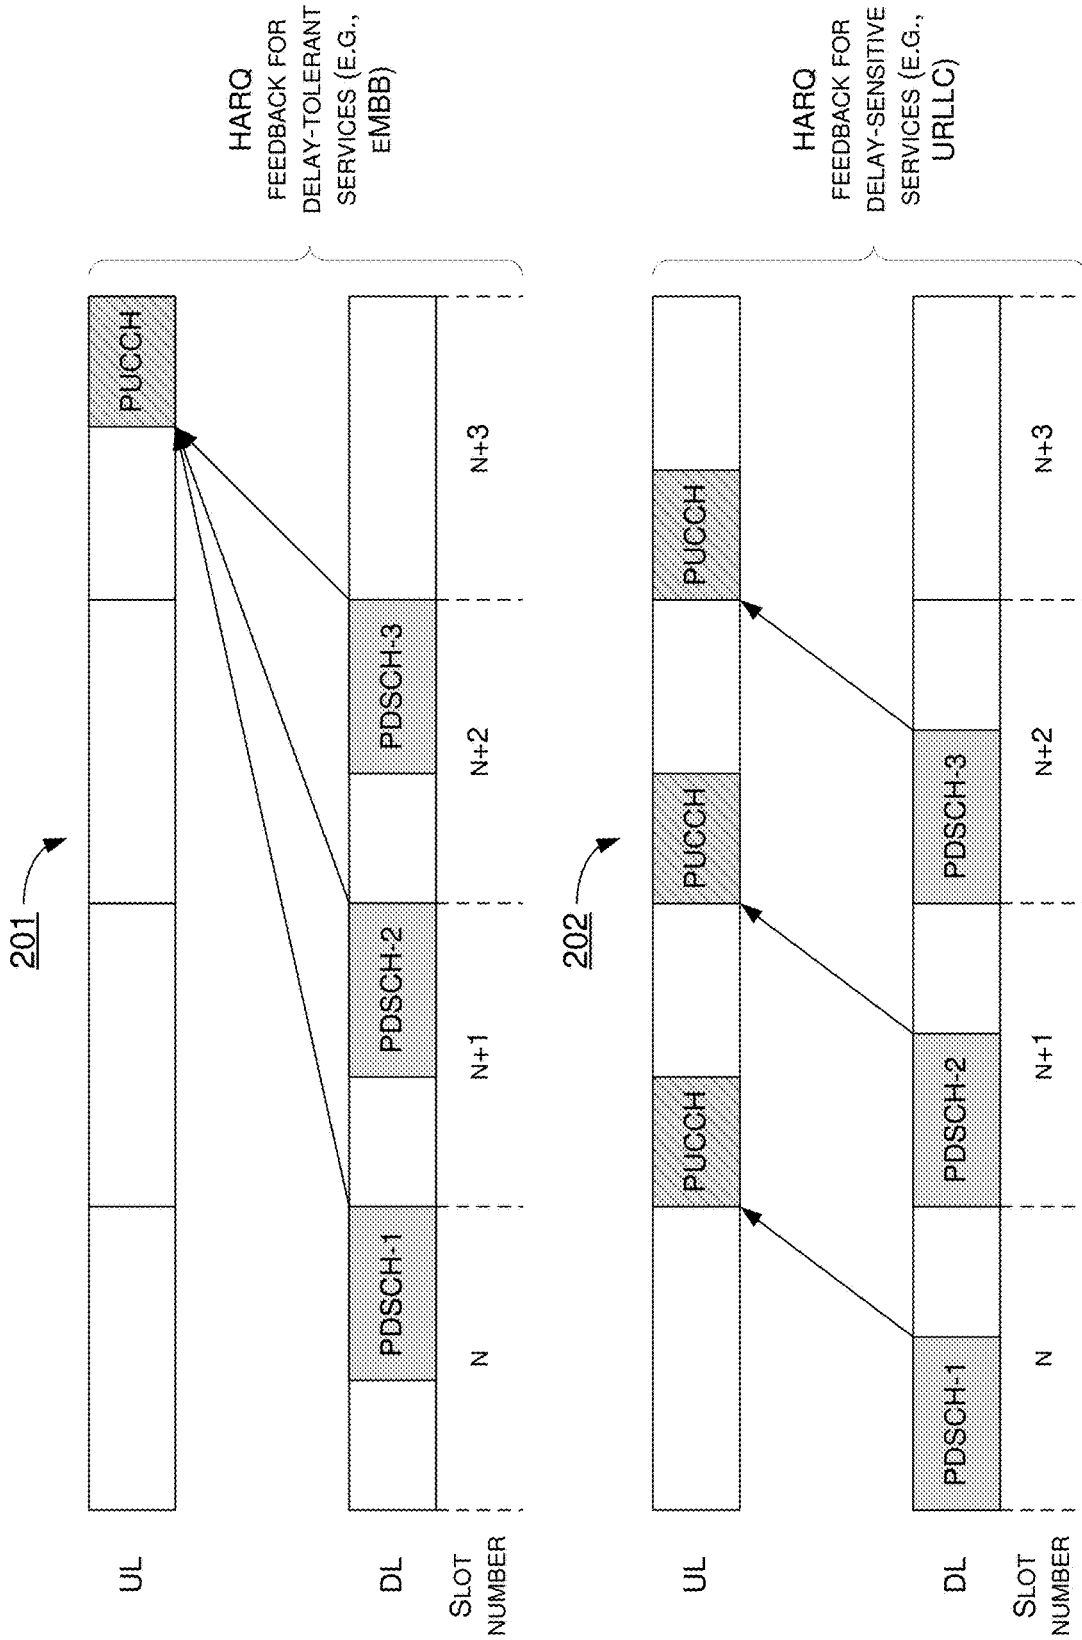 201
UL
PUCCH
HARQ
FEEDBACK FOR
DELAY-TOLERANT
SERVICES (E.G.,
EMBB)
DL
PDSCH-1
PDSCH-2
PDSCH-3
SLOT
NUMBER
N
N+1
N+2
N+3
202
UL
PUCCH
PUCCH
PUCCH
HARQ
FEEDBACK FOR
DELAY-SENSITIVE
SERVICES (E.G.,
URLLC)
DL
PDSCH-1
PDSCH-2
PDSCH-3
SLOT
NUMBER
N
N+1
N+2
N+3